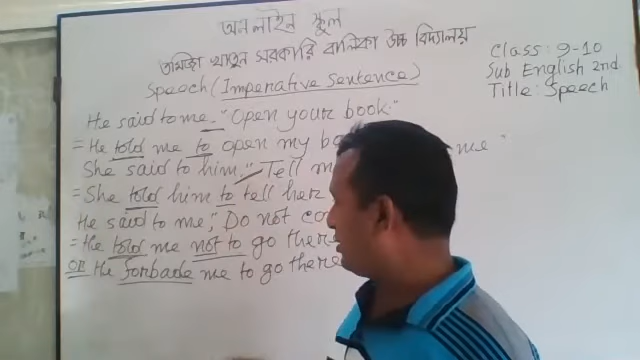 অনলাইন স্কুল
তমিজা খাতুন সরকারি বালিকা উচ্চ বিদ্যালয়
Class: 9-10
Sub English 2nd
Title: Speech
Speech (Imperative Sentence)
He said to me, "Open your book."
= He told me to open my
She said to him, "Tell me"
= She told him to tell her
He said to me, "Do not
= He told me not to go there
OR He forbade me to go there